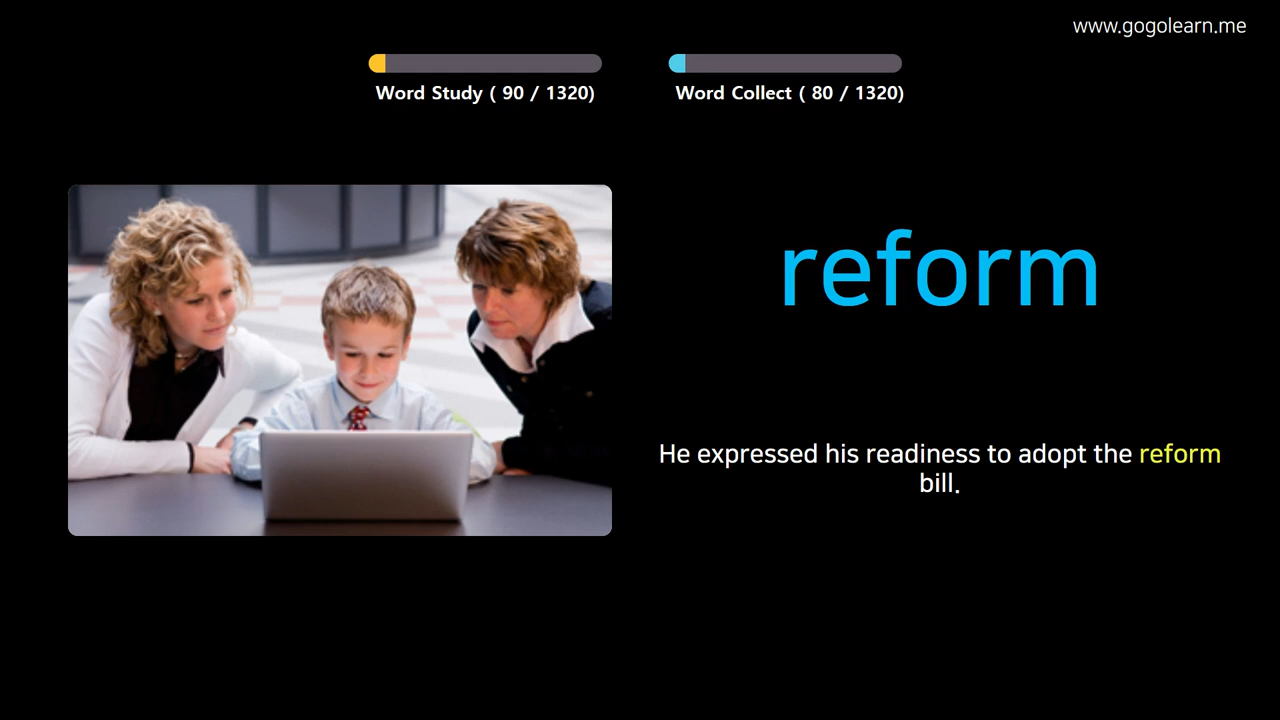 www.gogolearn.me
Word Study ( 90 / 1320)
Word Collect ( 80 / 1320)
reform
He expressed his readiness to adopt the reform
bill.